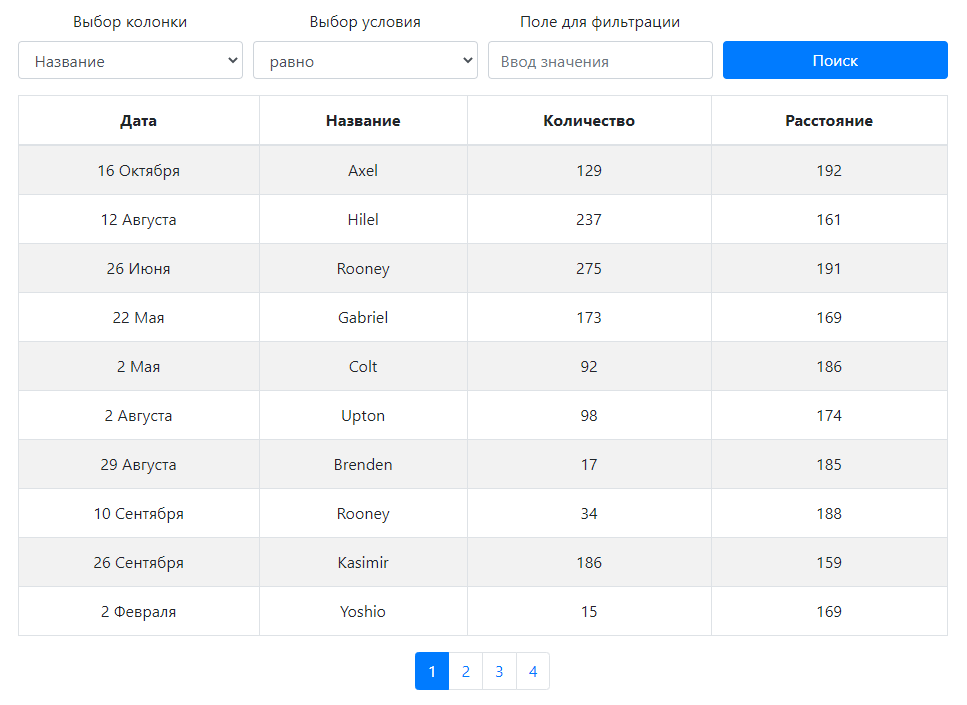 Выбор колонки Выбор условия Поле для фильтрации
Название равно Ввод значения Поиск
Дата Название Количество Расстояние
16 Октября Axel 129 192
12 Августа Hilel 237 161
26 Июня Rooney 275 191
22 Мая Gabriel 173 169
2 Мая Colt 92 186
2 Августа Upton 98 174
29 Августа Brenden 17 185
10 Сентября Rooney 34 188
26 Сентября Kasimir 186 159
2 Февраля Yoshio 15 169
1 2 3 4